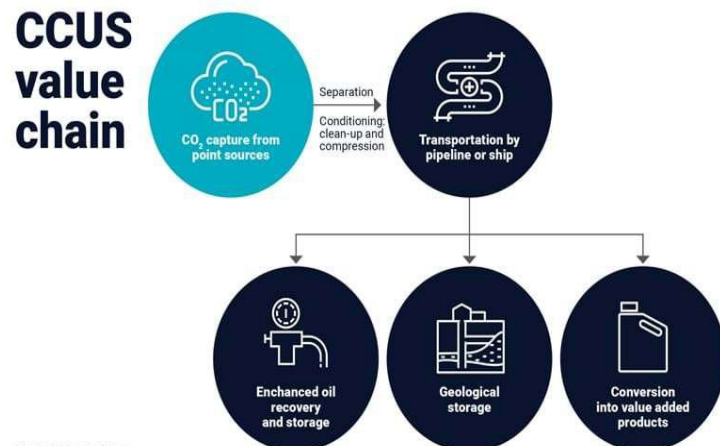 CCUS
value
chain
CO2
CO2 capture from
point sources
Separation
Conditioning:
clean-up and
compression
Transportation by
pipeline or ship
Enchanced oil
recovery
and storage
Geological
storage
Conversion
into value added
products